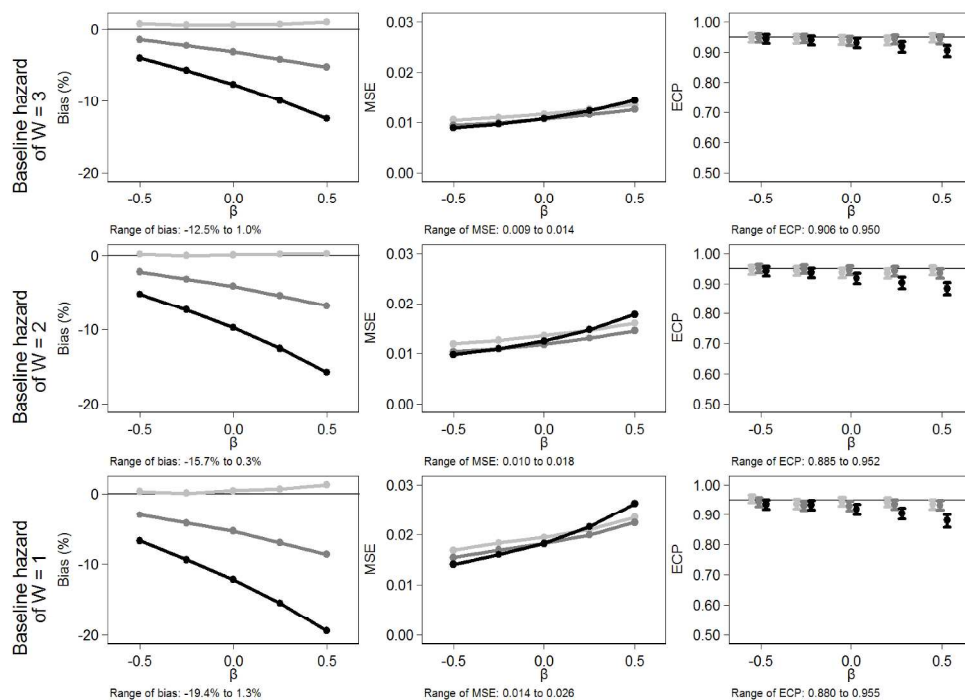 Baseline hazard
of W = 3
Bias (%)
0
-10
-20
-0.5
0.0
0.5
β
Range of bias: -12.5% to 1.0%
MSE
0.03
0.02
0.01
0.00
-0.5
0.0
0.5
β
Range of MSE: 0.009 to 0.014
ECP
1.00
0.90
0.80
0.70
0.60
0.50
-0.5
0.0
0.5
β
Range of ECP: 0.906 to 0.950
Baseline hazard
of W = 2
Bias (%)
0
-10
-20
-0.5
0.0
0.5
β
Range of bias: -15.7% to 0.3%
MSE
0.03
0.02
0.01
0.00
-0.5
0.0
0.5
β
Range of MSE: 0.010 to 0.018
ECP
1.00
0.90
0.80
0.70
0.60
0.50
-0.5
0.0
0.5
β
Range of ECP: 0.885 to 0.952
Baseline hazard
of W = 1
Bias (%)
0
-10
-20
-0.5
0.0
0.5
β
Range of bias: -19.4% to 1.3%
MSE
0.03
0.02
0.01
0.00
-0.5
0.0
0.5
β
Range of MSE: 0.014 to 0.026
ECP
1.00
0.90
0.80
0.70
0.60
0.50
-0.5
0.0
0.5
β
Range of ECP: 0.880 to 0.955